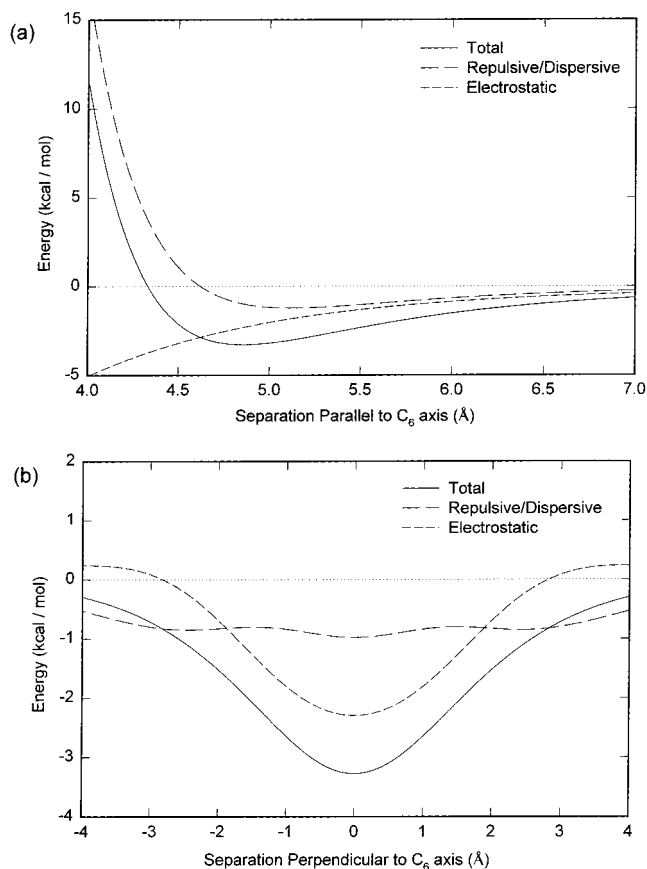 (a)
15
10
5
0
-5
4.0 4.5 5.0 5.5 6.0 6.5 7.0
Total
Repulsive/Dispersive
Electrostatic
Energy (kcal / mol)
Separation Parallel to C₆ axis (Å)
(b)
2
1
0
-1
-2
-3
-4
-4 -3 -2 -1 0 1 2 3 4
Total
Repulsive/Dispersive
Electrostatic
Energy (kcal / mol)
Separation Perpendicular to C₆ axis (Å)